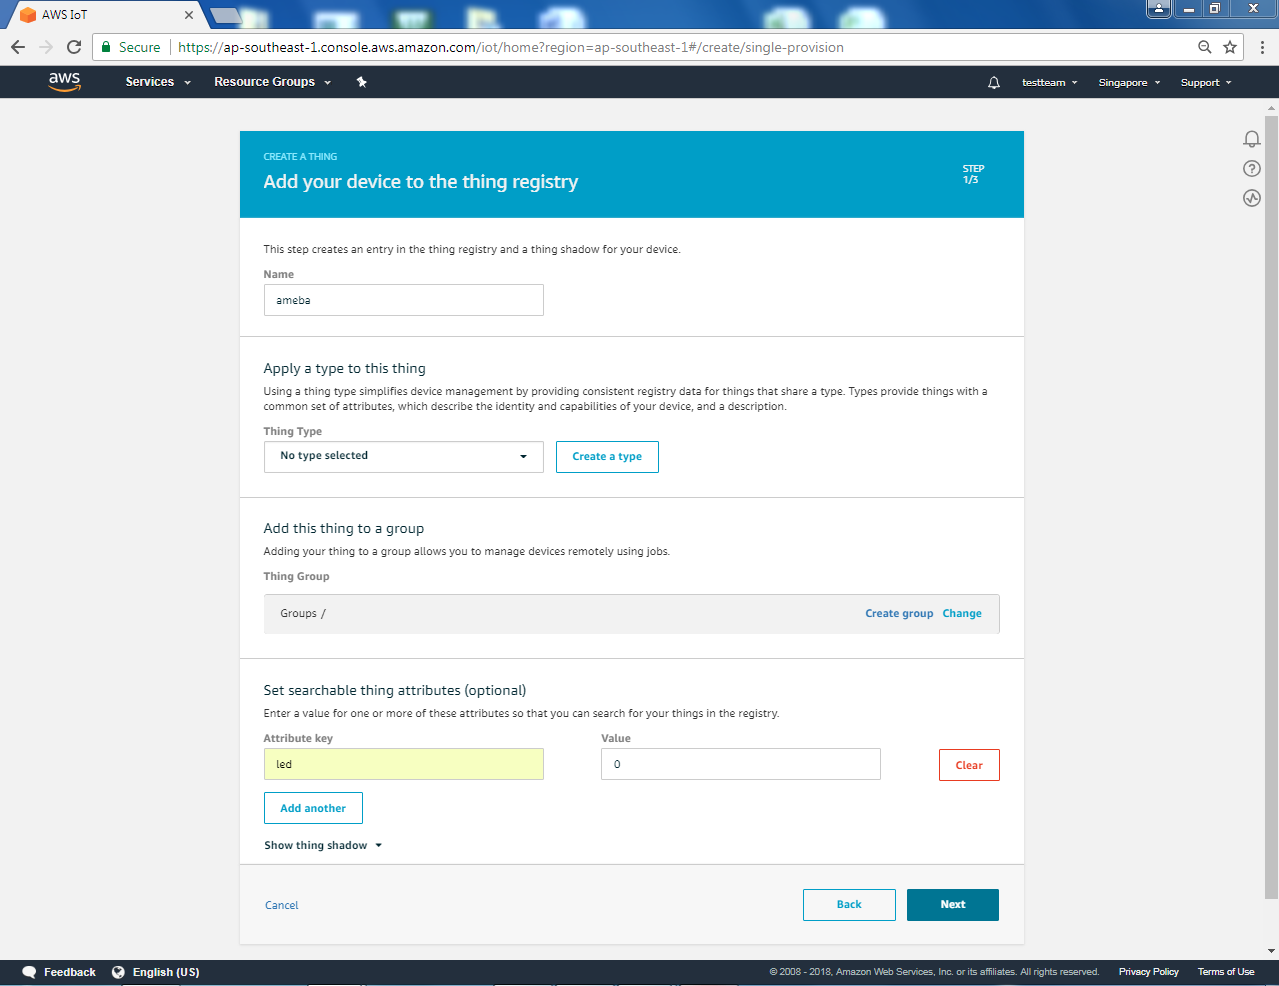 AWS IoT
Secure https://ap-southeast-1.console.aws.amazon.com/iot/home?region=ap-southeast-1#/create/single-provision
aws Services Resource Groups testteam Singapore Support
CREATE A THING
Add your device to the thing registry
STEP
1/3
This step creates an entry in the thing registry and a thing shadow for your device.
Name
ameba
Apply a type to this thing
Using a thing type simplifies device management by providing consistent registry data for things that share a type. Types provide things with a
common set of attributes, which describe the identity and capabilities of your device, and a description.
Thing Type
No type selected Create a type
Add this thing to a group
Adding your thing to a group allows you to manage devices remotely using jobs.
Thing Group
Groups / Create group Change
Set searchable thing attributes (optional)
Enter a value for one or more of these attributes so that you can search for your things in the registry.
Attribute key Value
led 0 Clear
Add another
Show thing shadow
Cancel Back Next
Feedback English (US) © 2008 - 2018, Amazon Web Services, Inc. or its affiliates. All rights reserved. Privacy Policy Terms of Use